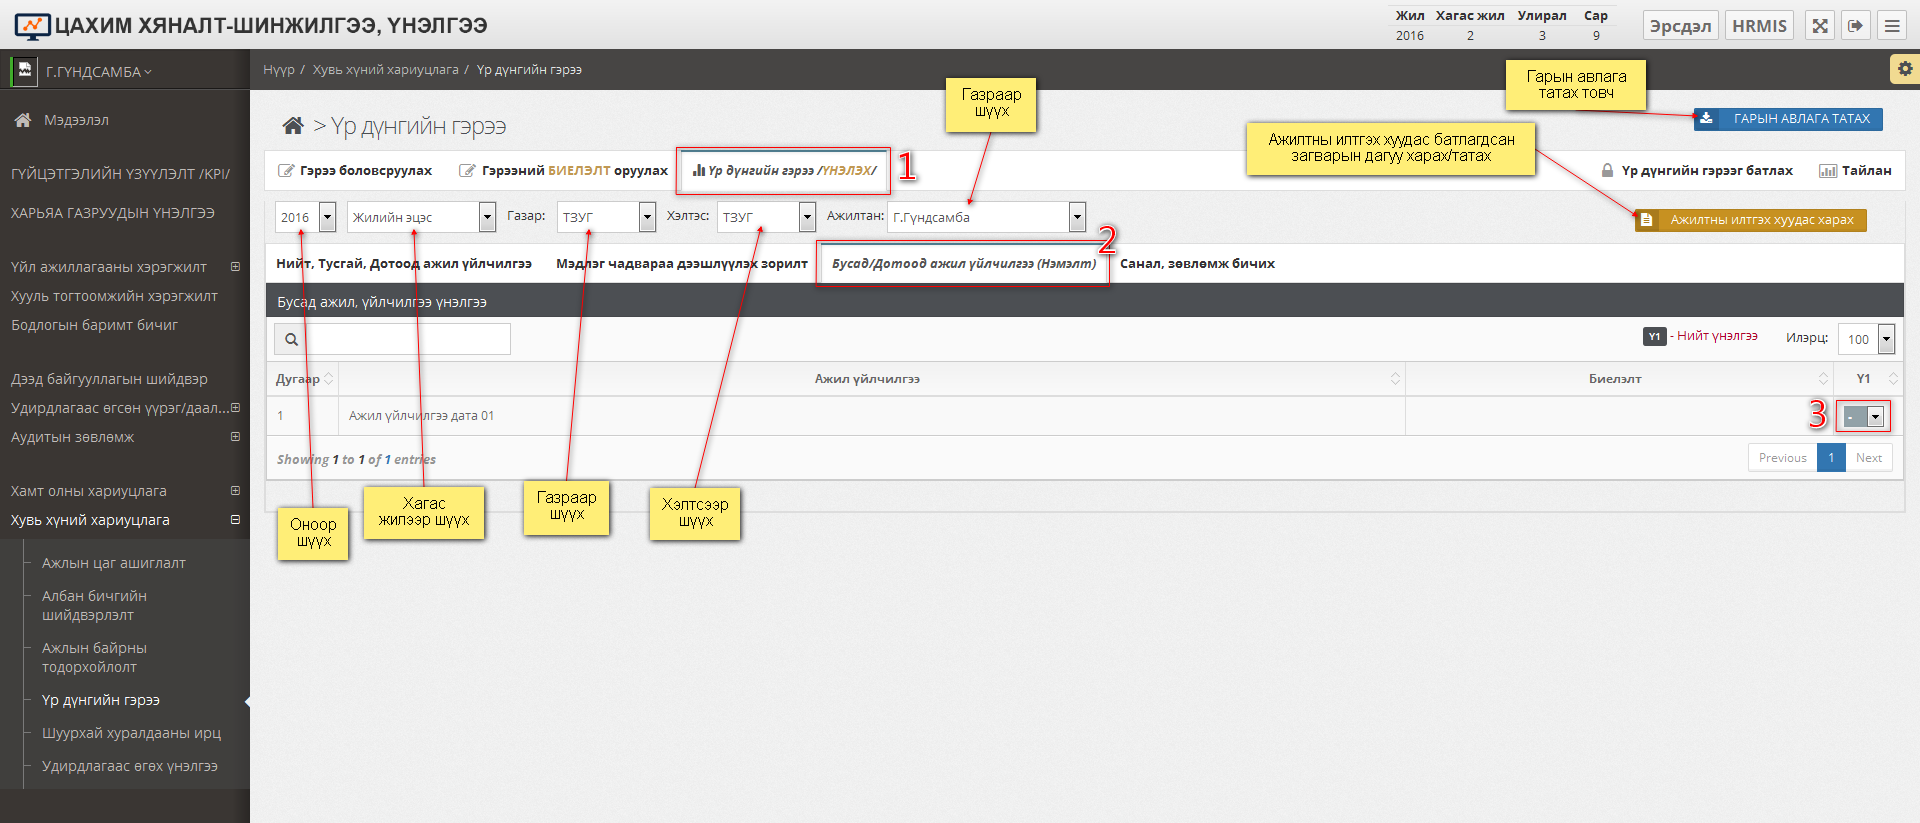 ЦАХИМ ХЯНАЛТ-ШИНЖИЛГЭЭ, ҮНЭЛГЭЭ
Жил Хагас жил Улирал Сар
2016 2 3 9
Эрсдэл HRMIS
Г.ГҮНДСАМБА
Нүүр / Хувь хүний хариуцлага / Үр дүнгийн гэрээ
Мэдээлэл
ГҮЙЦЭТГЭЛИЙН ҮЗҮҮЛЭЛТ /KPI/
ХАРЬЯА ГАЗРУУДЫН ҮНЭЛГЭЭ
Үйл ажиллагааны хэрэгжилт
Хууль тогтоомжийн хэрэгжилт
Бодлогын баримт бичиг
Дээд байгууллагын шийдвэр
Удирдлагаас өгсөн үүрэг/даал...
Аудитын зөвлөмж
Хамт олны хариуцлага
Хувь хүний хариуцлага
Ажлын цаг ашиглалт
Албан бичгийн
шийдвэрлэлт
Ажлын байрны
тодорхойлолт
Үр дүнгийн гэрээ
Шуурхай хуралдааны ирц
Удирдлагаас өгөх үнэлгээ
> Үр дүнгийн гэрээ
Газраар
шүүх
Гарын авлага
татах товч
ГАРЫН АВЛАГА ТАТАХ
Ажилтны илтгэх хуудас батлагдсан
загварын дагуу харах/татах
Гэрээ боловсруулах Гэрээний БИЕЛЭЛТ оруулах Үр дүнгийн гэрээ /ҮНЭЛЭХ/ 1 Үр дүнгийн гэрээг батлах Тайлан
2016 Жилийн эцэс Газар: ТЗУГ Хэлтэс: ТЗУГ Ажилтан: Г.Гүндсамба
Ажилтны илтгэх хуудас харах
2
Нийт, Тусгай, Дотоод ажил үйлчилгээ Мэдлэг чадвараа дээшлүүлэх зорилт Бусад/Дотоод ажил үйлчилгээ (Нэмэлт) Санал, зөвлөмж бичих
Бусад ажил, үйлчилгээ үнэлгээ
Y1 - Нийт үнэлгээ Илэрц: 100
Дугаар Ажил үйлчилгээ Биелэлт Y1
1 Ажил үйлчилгээ дата 01 3 -
Showing 1 to 1 of 1 entries
Previous 1 Next
Оноор
шүүх
Хагас
жилээр шүүх
Газраар
шүүх
Хэлтсээр
шүүх